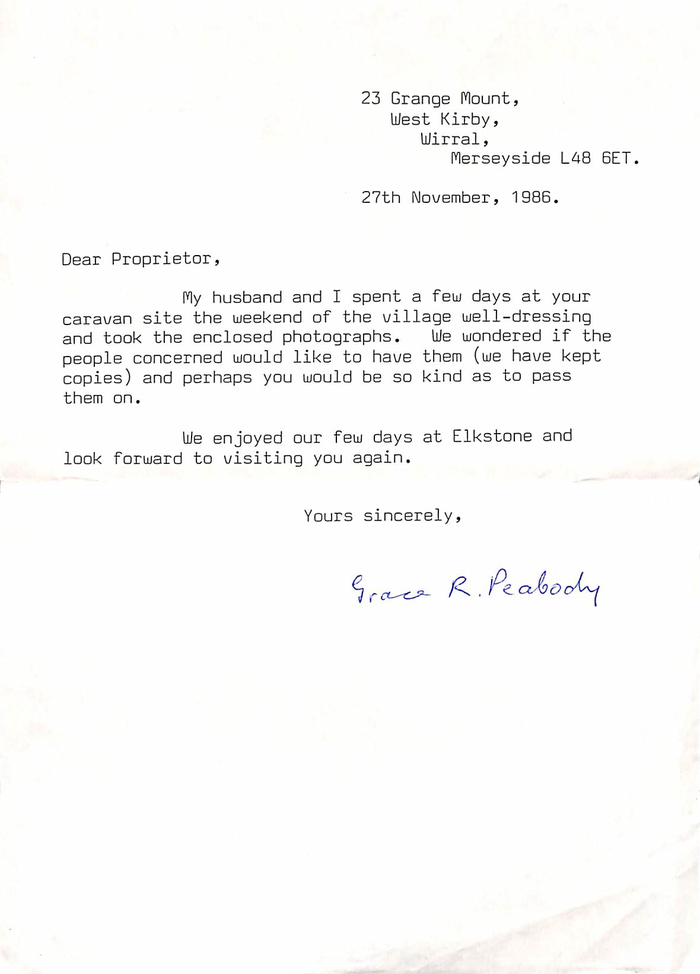 23 Grange Mount,
West Kirby,
Wirral,
Merseyside L48 6ET.
27th November, 1986.
Dear Proprietor,
My husband and I spent a few days at your
caravan site the weekend of the village well-dressing
and took the enclosed photographs. We wondered if the
people concerned would like to have them (we have kept
copies) and perhaps you would be so kind as to pass
them on.
We enjoyed our few days at Elkstone and
look forward to visiting you again.
Yours sincerely,
Grace R. Peabody